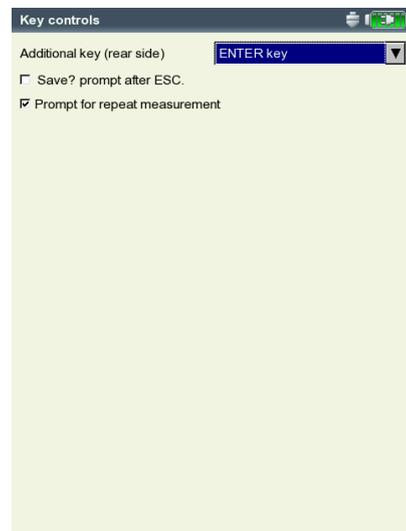 Key controls
Additional key (rear side) ENTER key
Save? prompt after ESC.
Prompt for repeat measurement